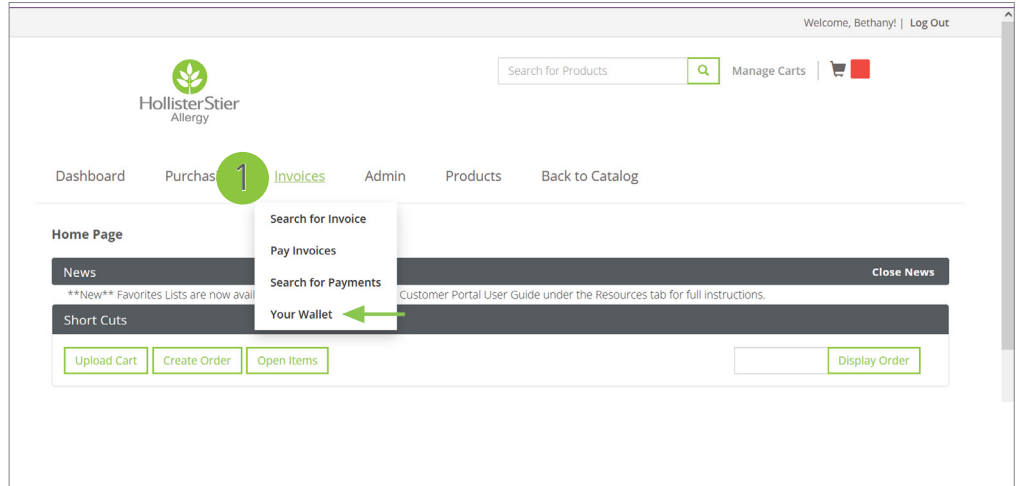 Welcome, Bethany! | Log Out
HollisterStier
Allergy
Search for Products
Manage Carts
Dashboard Purchas 1 Invoices Admin Products Back to Catalog
Search for Invoice
Pay Invoices
Search for Payments
Your Wallet
Home Page
News Close News
**New** Favorites Lists are now avail Customer Portal User Guide under the Resources tab for full instructions.
Short Cuts
Upload Cart Create Order Open Items Display Order